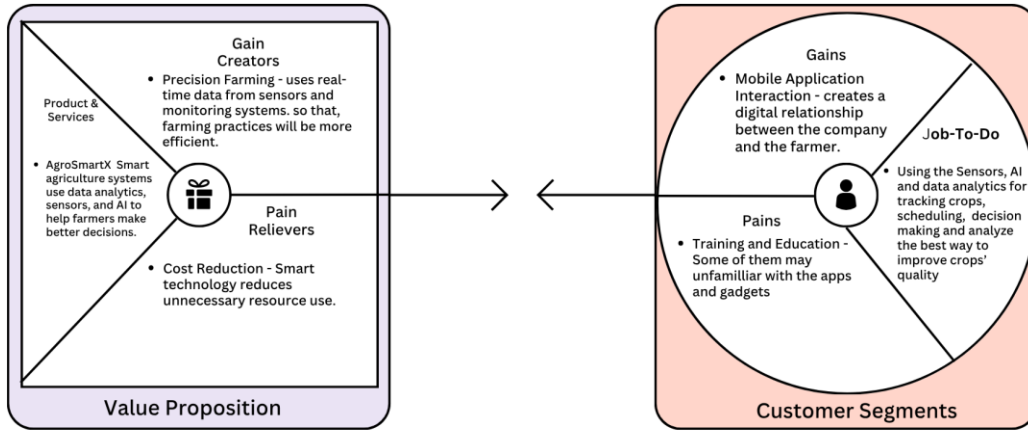 Gain
Creators
• Precision Farming - uses real-
time data from sensors and
monitoring systems. so that,
farming practices will be more
efficient.
Product &
Services
• AgroSmartX Smart
agriculture systems
use data analytics,
sensors, and AI to
help farmers make
better decisions.
Pain
Relievers
• Cost Reduction - Smart
technology reduces
unnecessary resource use.
Value Proposition
Gains
• Mobile Application
Interaction - creates a
digital relationship
between the company
and the farmer.
Job-To-Do
• Using the Sensors, AI
and data analytics for
tracking crops,
scheduling, decision
making and analyze
the best way to
improve crops'
quality
Pains
• Training and Education -
Some of them may
unfamilliar with the apps
and gadgets
Customer Segments